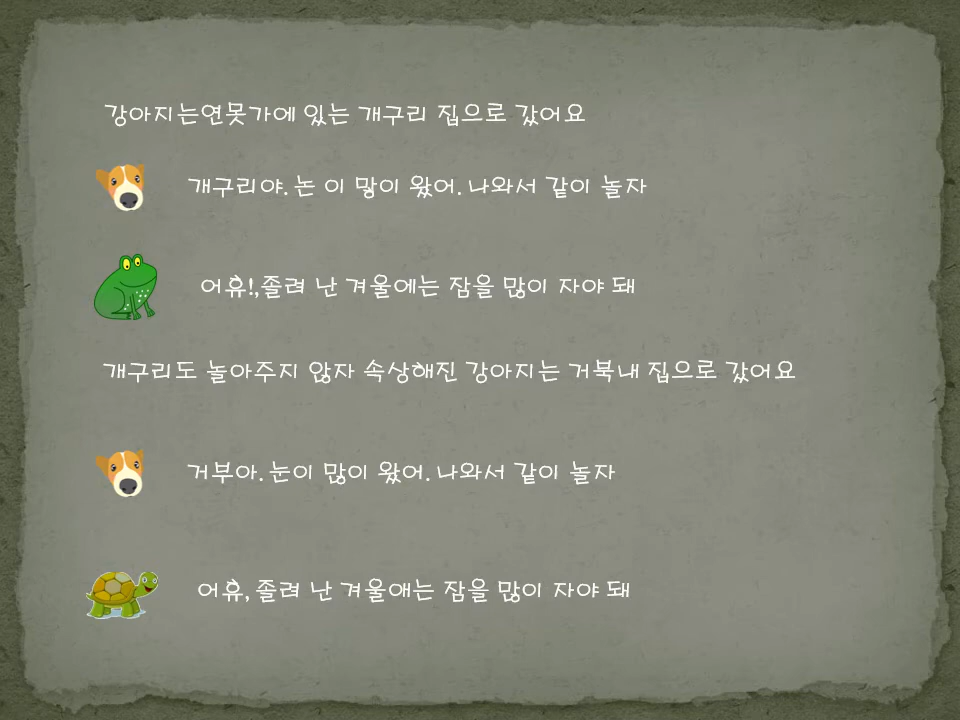 강아지는연못가에 있는 개구리 집으로 갔어요
개구리야. 논 이 많이 왔어. 나와서 같이 놀자
어휴!,졸려 난 겨울에는 잠을 많이 자야 돼
개구리도 놀아주지 않자 속상해진 강아지는 거북내 집으로 갔어요
거부아. 눈이 많이 왔어. 나와서 같이 놀자
어휴, 졸려 난 겨울애는 잠을 많이 자야 돼